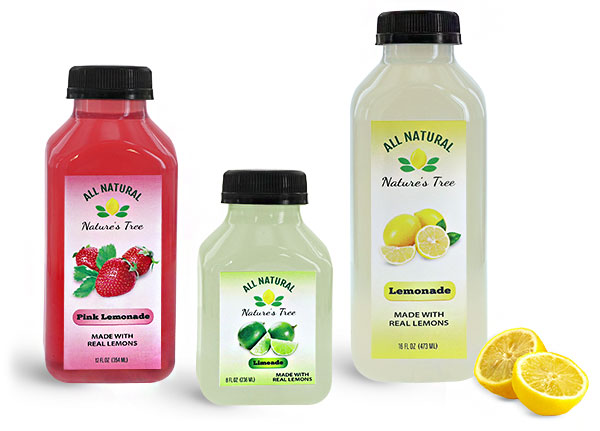 ALL NATURAL
Nature's Tree
Pink Lemonade
MADE WITH
REAL LEMONS
12 FL OZ (354 ML)
ALL NATURAL
Nature's Tree
Limeade
8 FL OZ (236 ML)
MADE WITH
REAL LEMONS
ALL NATURAL
Nature's Tree
Lemonade
MADE WITH
REAL LEMONS
16 FL OZ (473 ML)